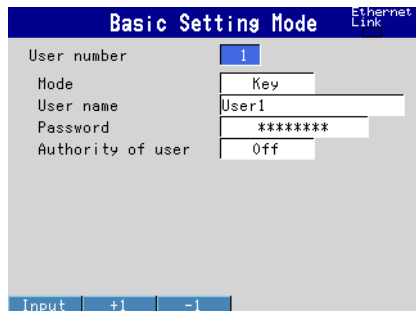 Basic Setting Mode
Ethernet
Link
User number 1
Mode Key
User name User1
Password ********
Authority of user Off
Input +1 -1